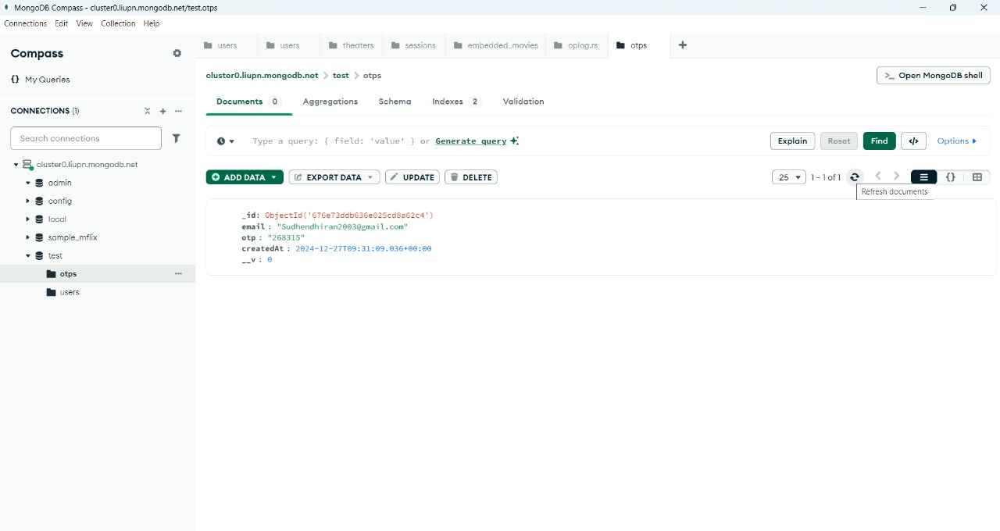 MongoDB Compass - cluster0.liupn.mongodb.net/test.otps
Connections Edit View Collection Help
Compass
users users theaters sessions embedded_movies oplog.rs otps
{} My Queries
cluster0.liupn.mongodb.net > test > otps
>_ Open MongoDB shell
CONNECTIONS (1)
Documents 0 Aggregations Schema Indexes 2 Validation
Search connections
Type a query: { field: 'value' } or Generate query
Explain Reset Find </> Options
cluster0.liupn.mongodb.net
admin
config
local
sample_mflix
test
otps
users
ADD DATA EXPORT DATA UPDATE DELETE
25 1 – 1 of 1 {}
Refresh documents
_id: ObjectId('676e73ddb636e025cd8a62c4')
email : "Sudhendhiran2003@gmail.com"
otp : "268315"
createdAt : 2024-12-27T09:31:09.036+00:00
__v : 0